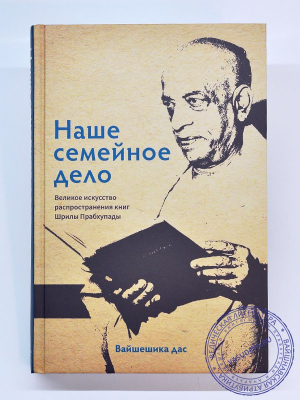 Наше
семейное
дело
Великое искусство
распространения книг
Шрилы Прабхупады
Вайшешика дас